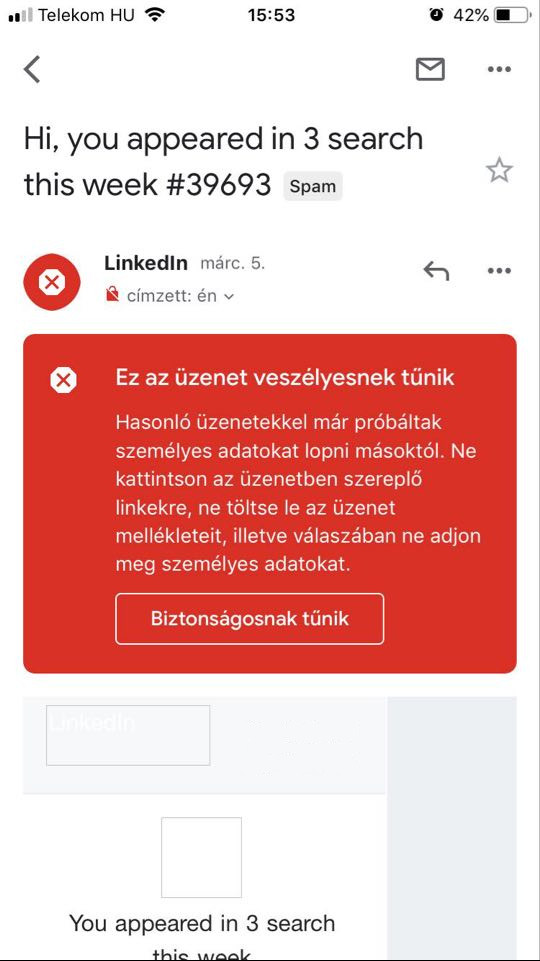 Telekom HU 15:53 42%
Hi, you appeared in 3 search
this week #39693 Spam
LinkedIn márc. 5.
címzett: én
Ez az üzenet veszélyesnek tűnik
Hasonló üzenetekkel már próbáltak
személyes adatokat lopni másoktól. Ne
kattintson az üzenetben szereplő
linkekre, ne töltse le az üzenet
mellékleteit, illetve válaszában ne adjon
meg személyes adatokat.
Biztonságosnak tűnik
LinkedIn
You appeared in 3 search
this week